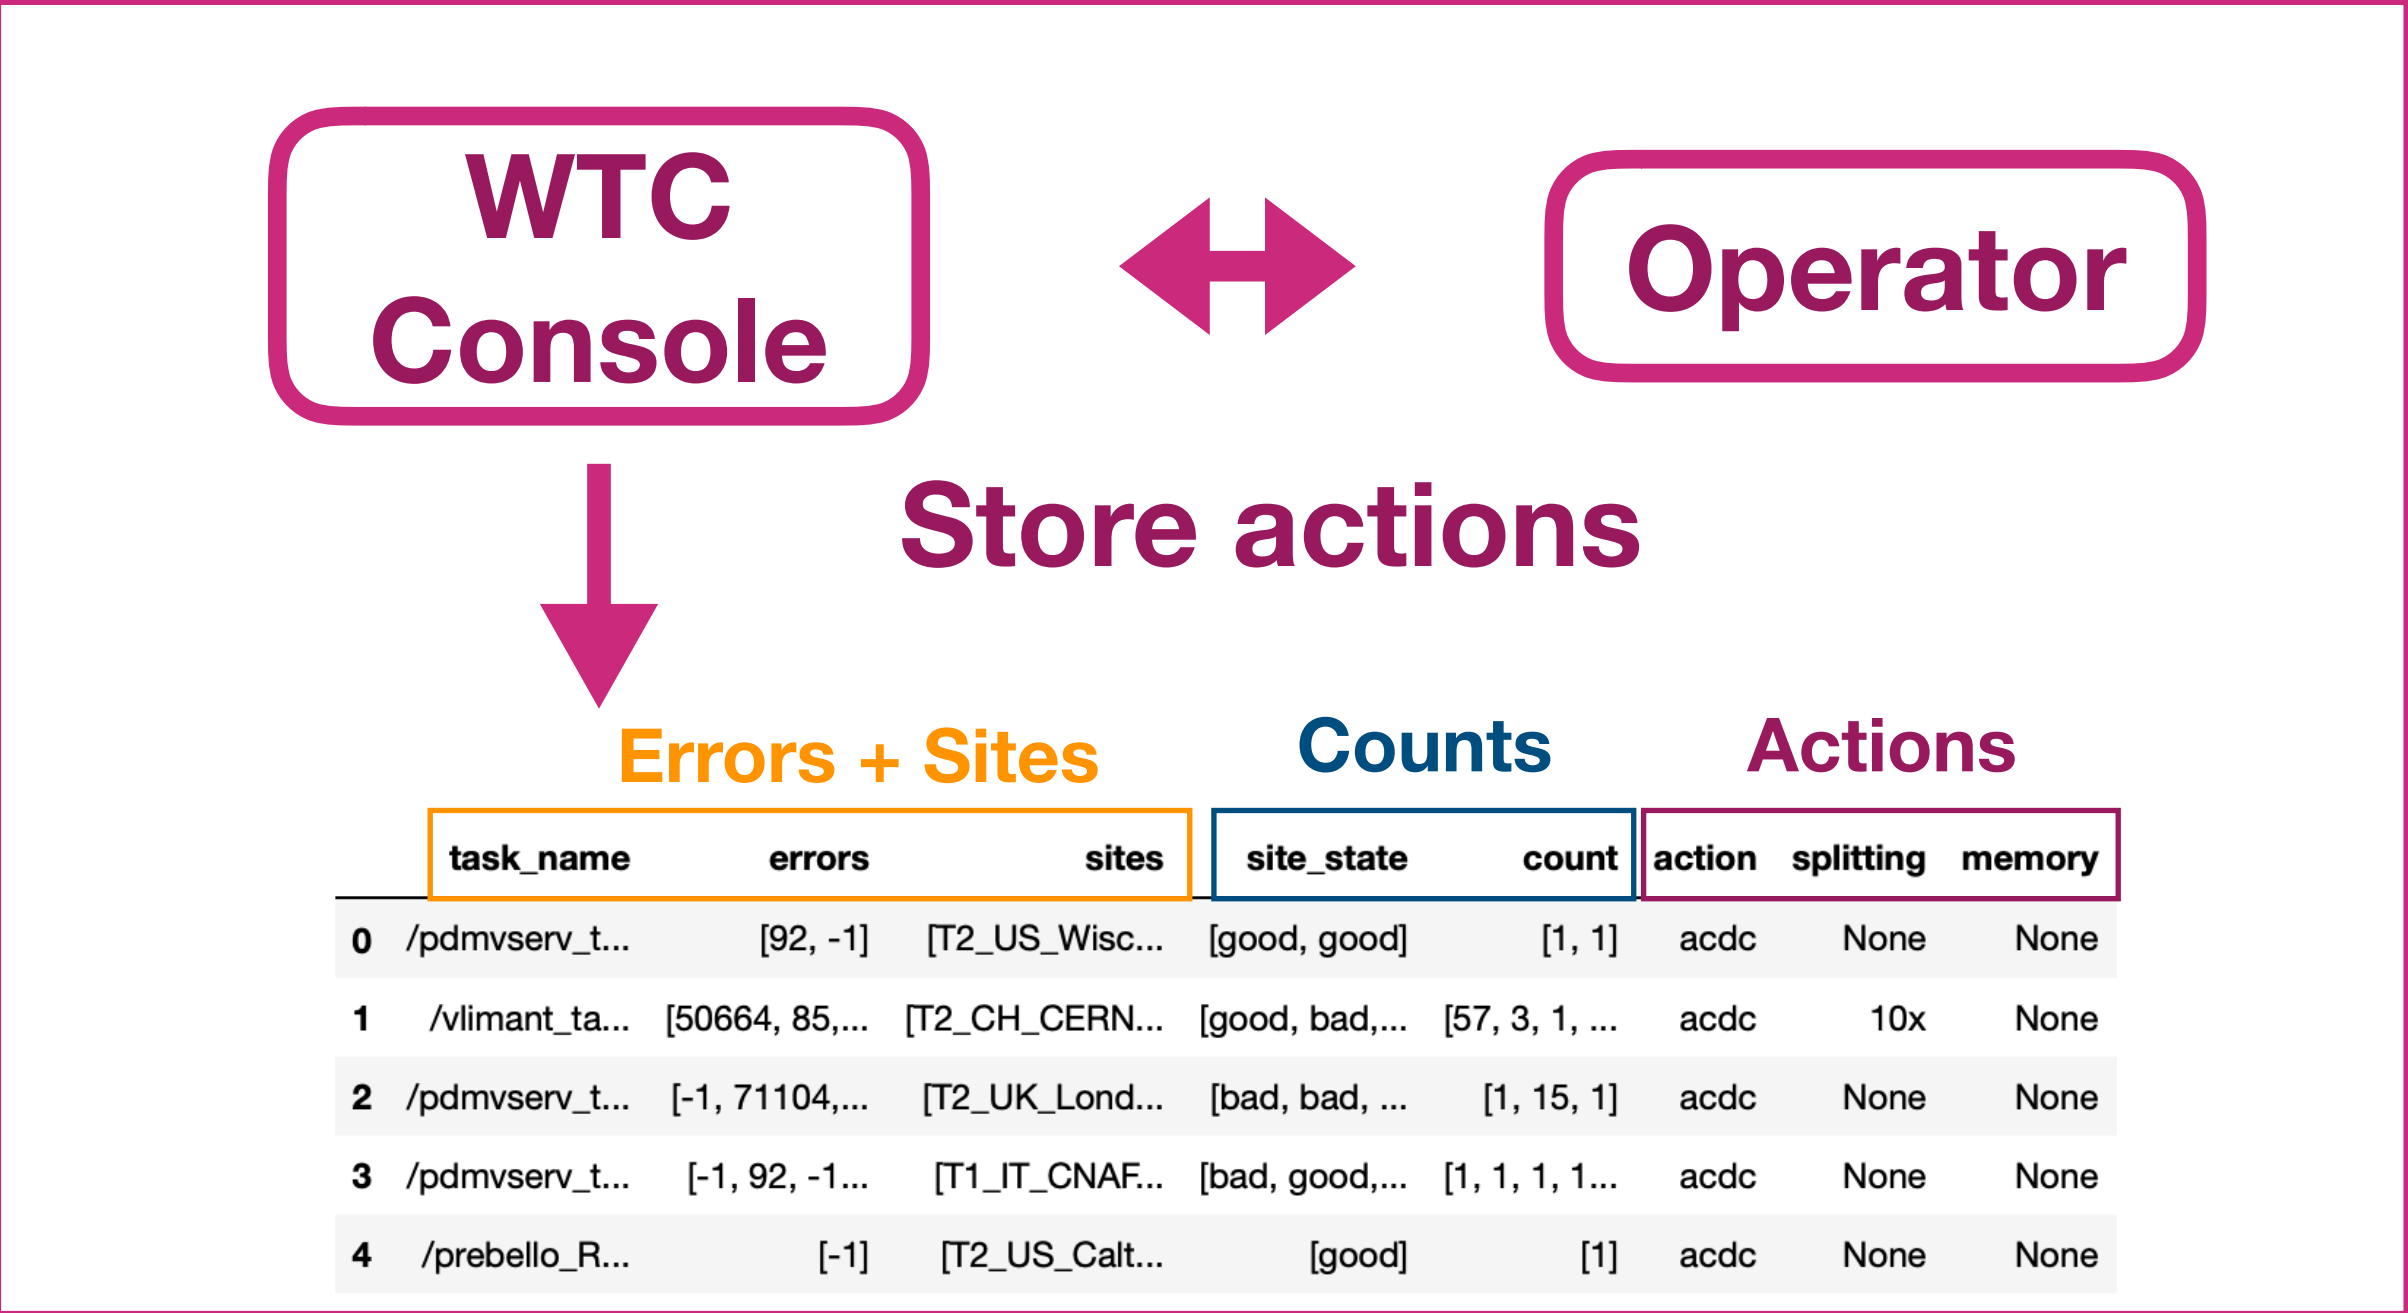 WTC
Console
Operator
Store actions
Errors + Sites Counts Actions
task_name errors sites site_state count action splitting memory
0 /pdmvserv_t... [92, -1] [T2_US_Wisc... [good, good] [1, 1] acdc None None
1 /vlimant_ta... [50664, 85,... [T2_CH_CERN... [good, bad,... [57, 3, 1, ... acdc 10x None
2 /pdmvserv_t... [-1, 71104,... [T2_UK_Lond... [bad, bad, ... [1, 15, 1] acdc None None
3 /pdmvserv_t... [-1, 92, -1... [T1_IT_CNAF... [bad, good,... [1, 1, 1, 1... acdc None None
4 /prebello_R... [-1] [T2_US_Calt... [good] [1] acdc None None